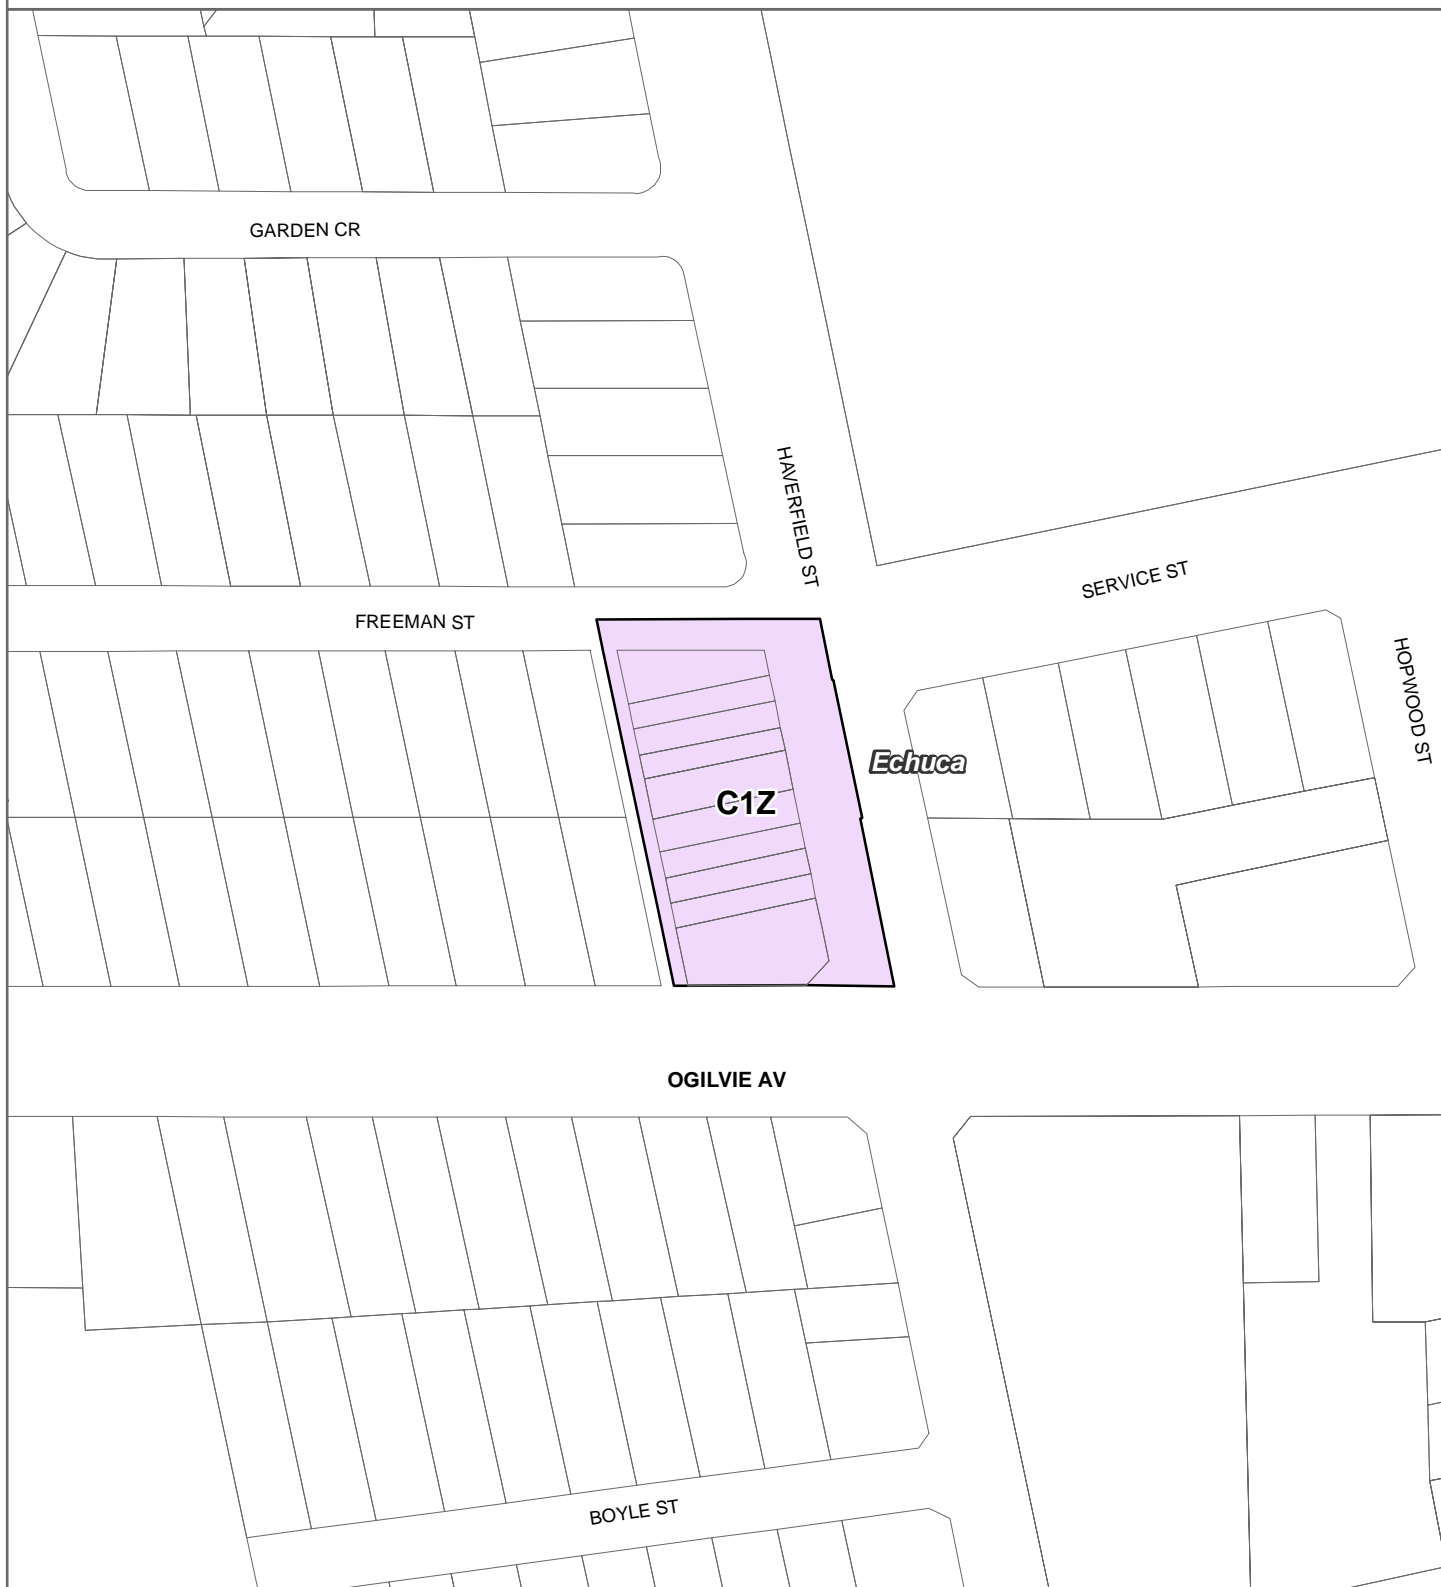 GARDEN CR
HAVERFIELD ST
SERVICE ST
FREEMAN ST
HOPWOOD ST
Echuca
C1Z
OGILVIE AV
BOYLE ST